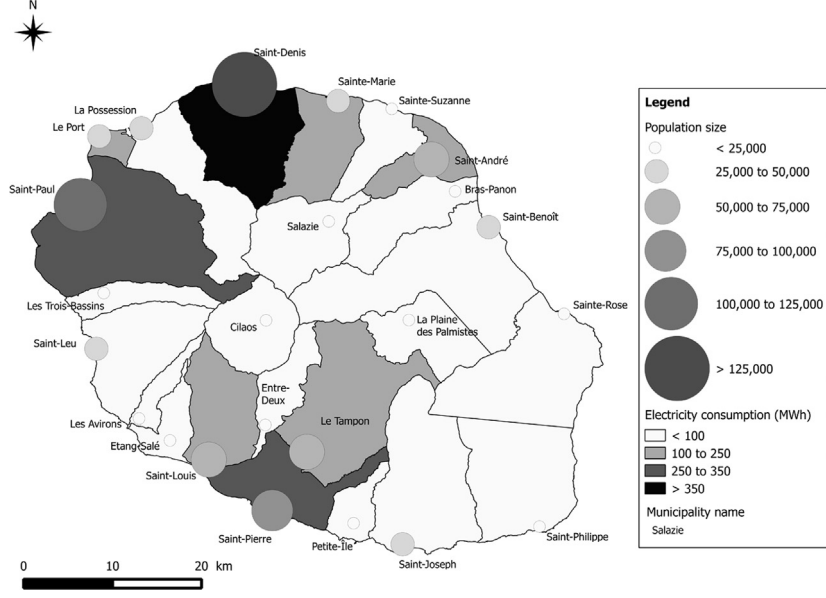 N
Saint-Denis
Sainte-Marie
Sainte-Suzanne
La Possession
Le Port
Saint-André
Saint-Paul
Bras-Panon
Salazie
Saint-Benoît
Les Trois-Bassins
Sainte-Rose
Cilaos
La Plaine
des Palmistes
Saint-Leu
Entre-
Deux
Le Tampon
Les Avirons
Etang-Salé
Saint-Louis
Saint-Pierre
Petite-Île
Saint-Joseph
Saint-Philippe
0 10 20 km
Legend
Population size
< 25,000
25,000 to 50,000
50,000 to 75,000
75,000 to 100,000
100,000 to 125,000
> 125,000
Electricity consumption (MWh)
< 100
100 to 250
250 to 350
> 350
Municipality name
Salazie